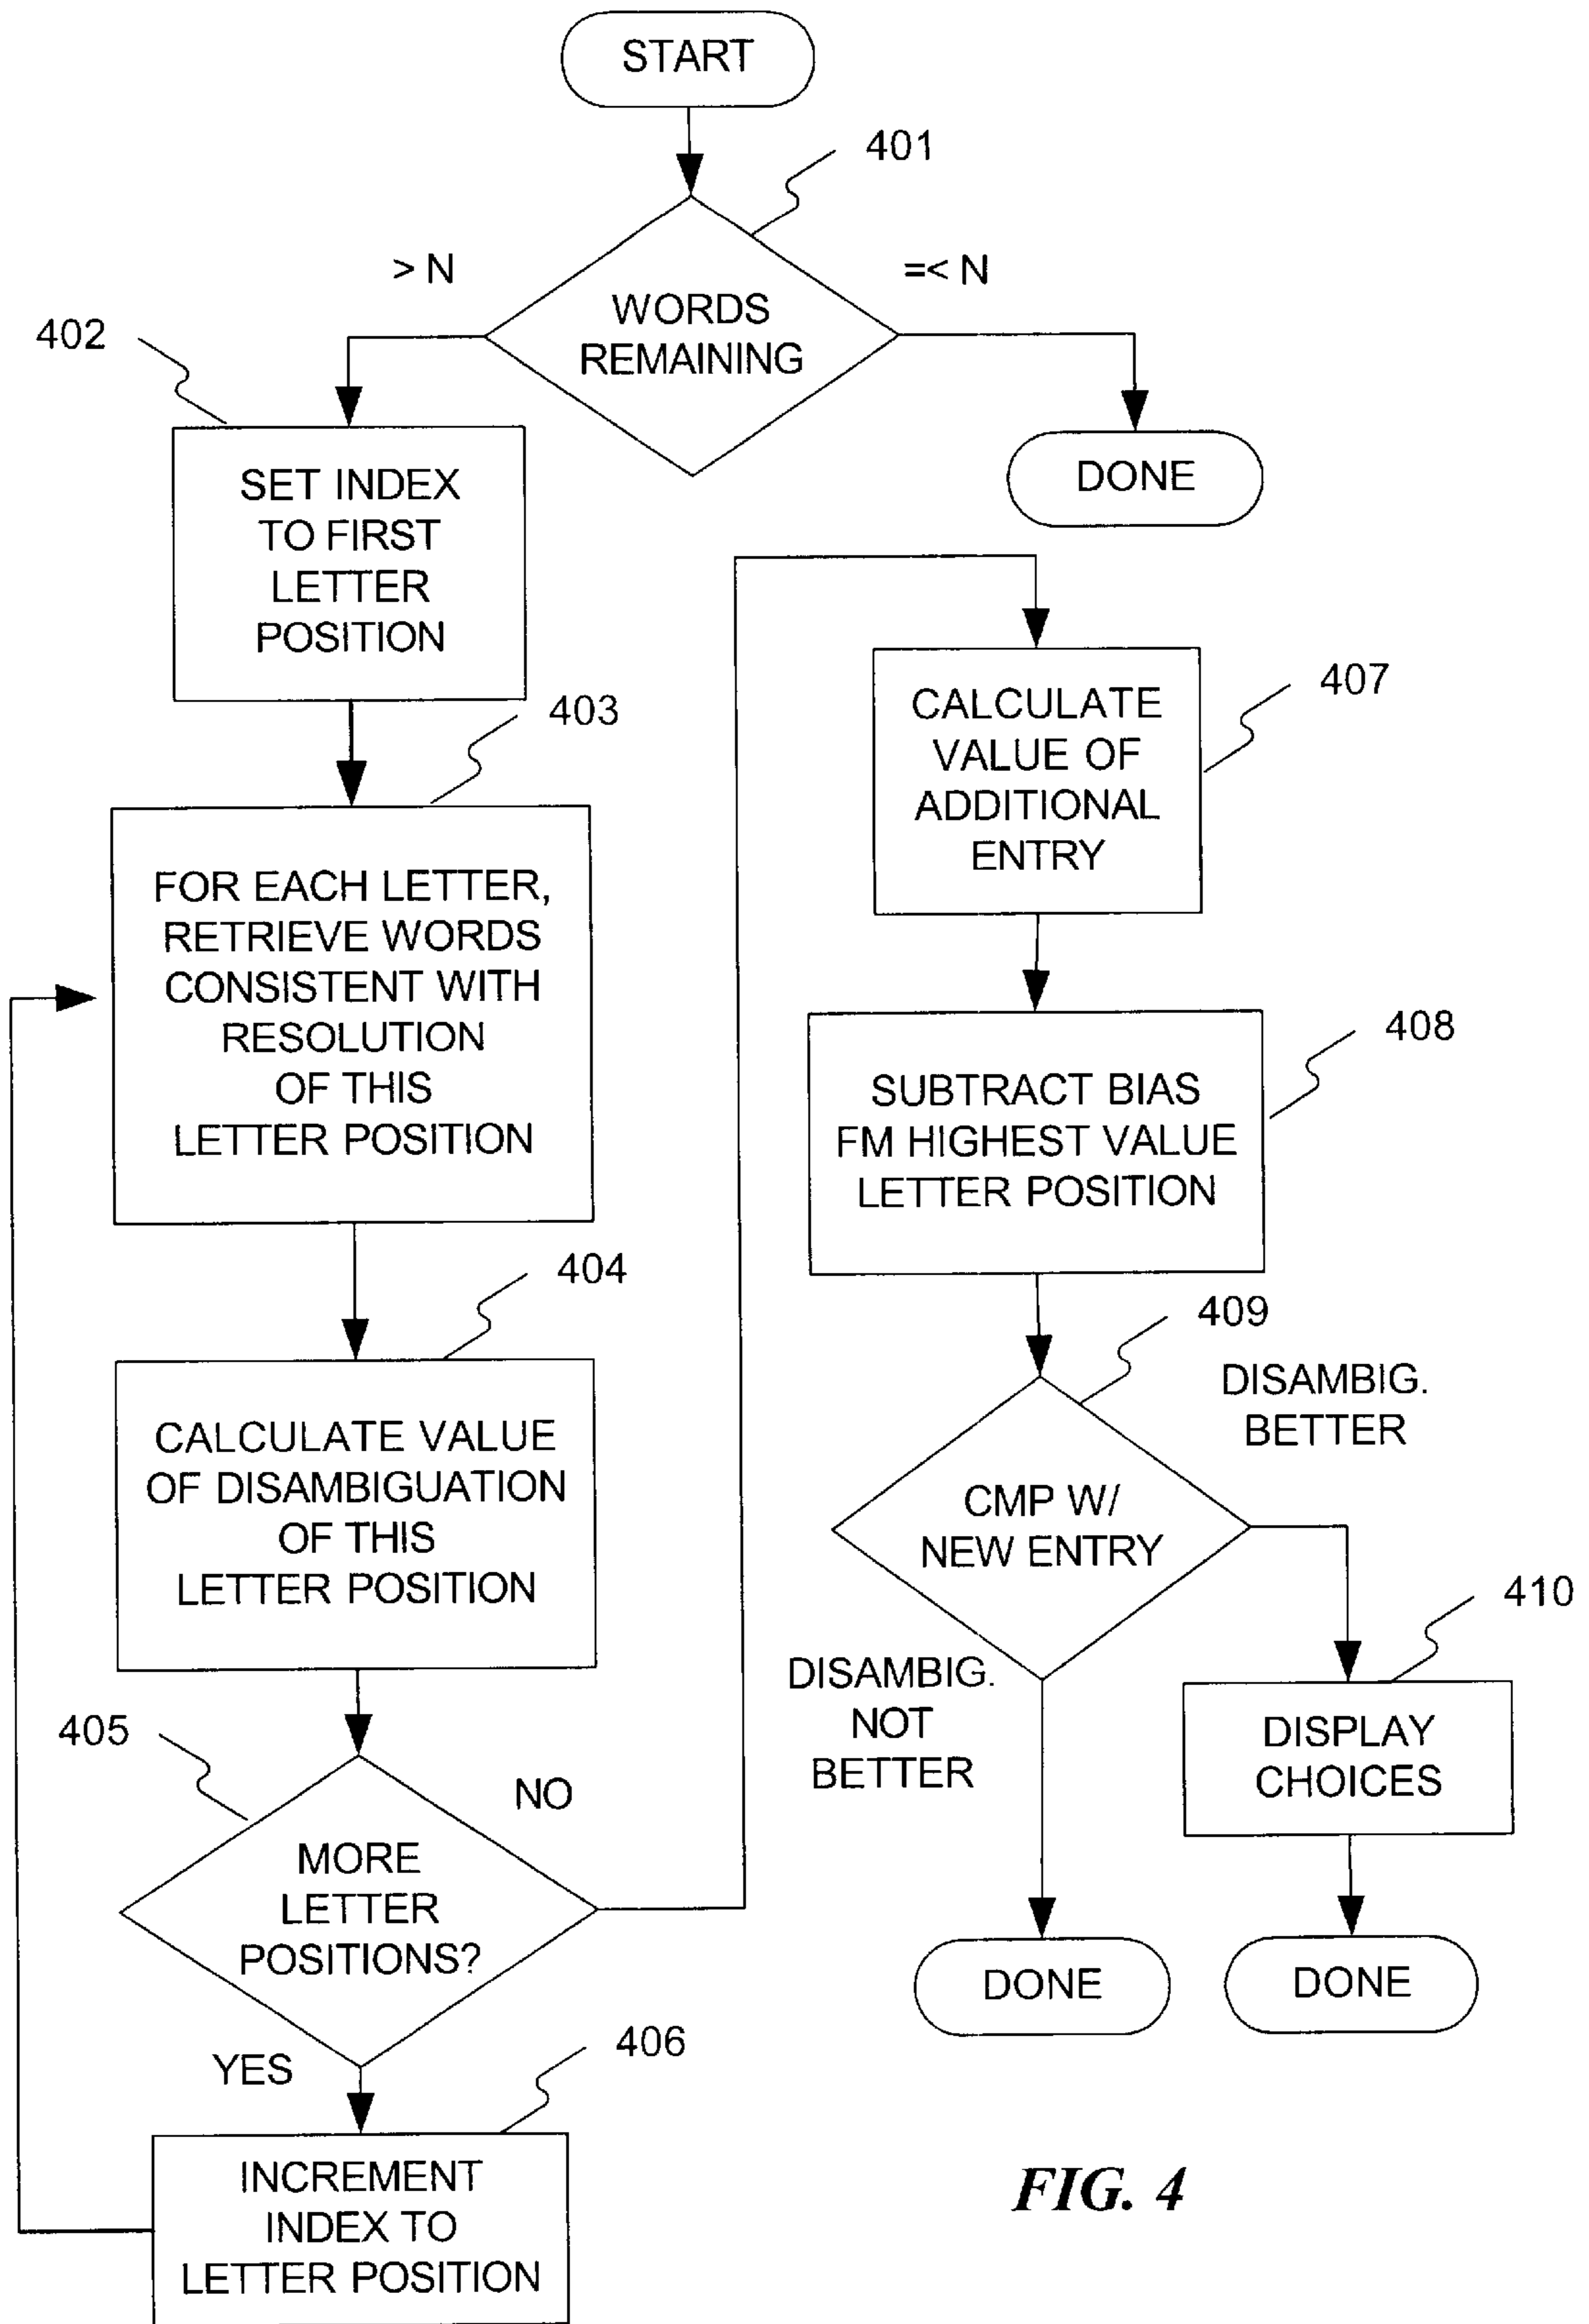 START
401
> N
=< N
WORDS
REMAINING
402
SET INDEX
TO FIRST
LETTER
POSITION
DONE
403
FOR EACH LETTER,
RETRIEVE WORDS
CONSISTENT WITH
RESOLUTION
OF THIS
LETTER POSITION
404
CALCULATE VALUE
OF DISAMBIGUATION
OF THIS
LETTER POSITION
405
NO
MORE
LETTER
POSITIONS?
YES
406
INCREMENT
INDEX TO
LETTER POSITION
407
CALCULATE
VALUE OF
ADDITIONAL
ENTRY
408
SUBTRACT BIAS
FM HIGHEST VALUE
LETTER POSITION
409
DISAMBIG.
BETTER
CMP W/
NEW ENTRY
410
DISAMBIG.
NOT
BETTER
DISPLAY
CHOICES
DONE
DONE
FIG. 4